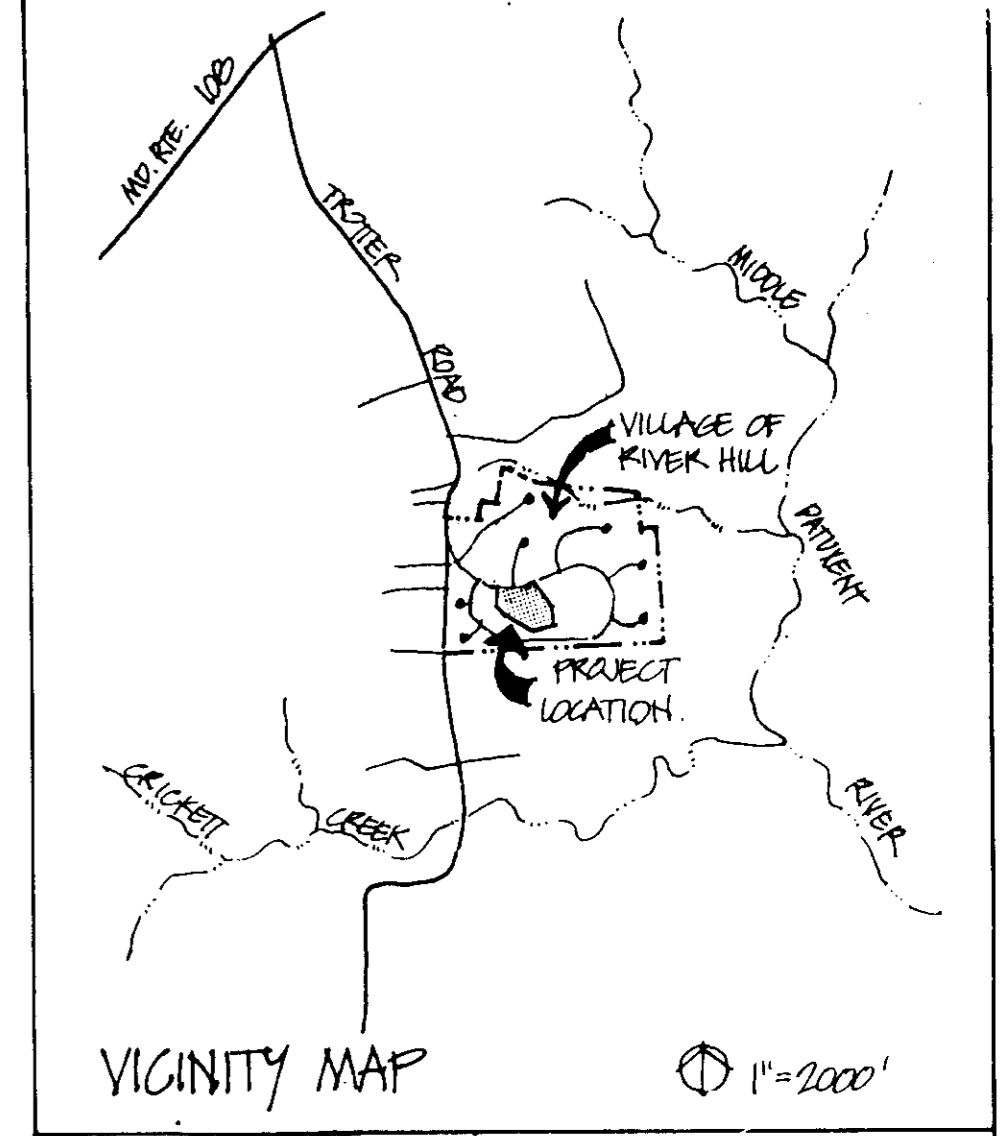 MD. RTE. 108
TROTTER
ROAD
MIDDLE
PATUXENT
RIVER
VILLAGE OF
RIVER HILL
PROJECT
LOCATION.
CRICKETT
CREEK
VICINITY MAP
1"=2000'